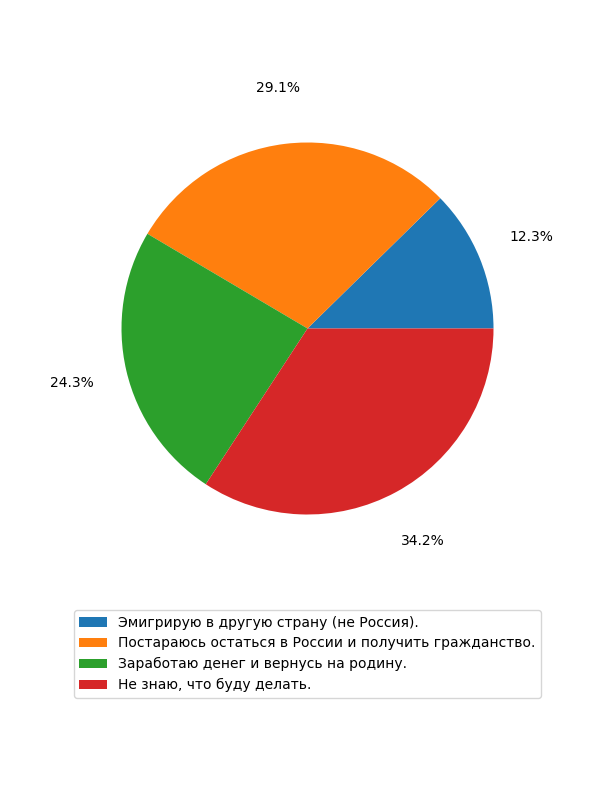 29.1%
12.3%
24.3%
34.2%
Эмигрирую в другую страну (не Россия).
Постараюсь остаться в России и получить гражданство.
Заработаю денег и вернусь на родину.
Не знаю, что буду делать.